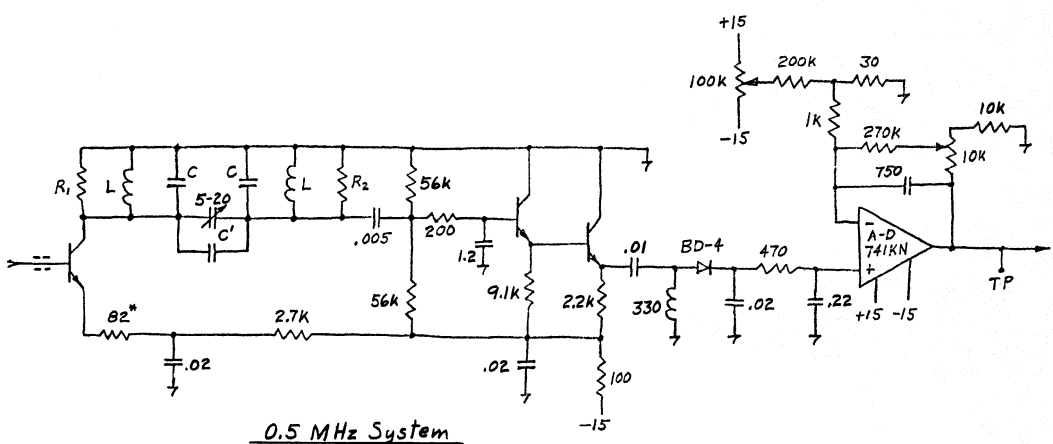 +15
100k
-15
200k
30
1k
270k
10k
10k
750
R₁
L
C
C
L
R₂
5-20
C'
56k
.005
200
1.2
56k
9.1k
2.2k
.01
BD-4
470
330
.02
.22
-
A-D
741KN
+
+15
-15
TP
82*
2.7k
.02
.02
100
-15
0.5 MHz System